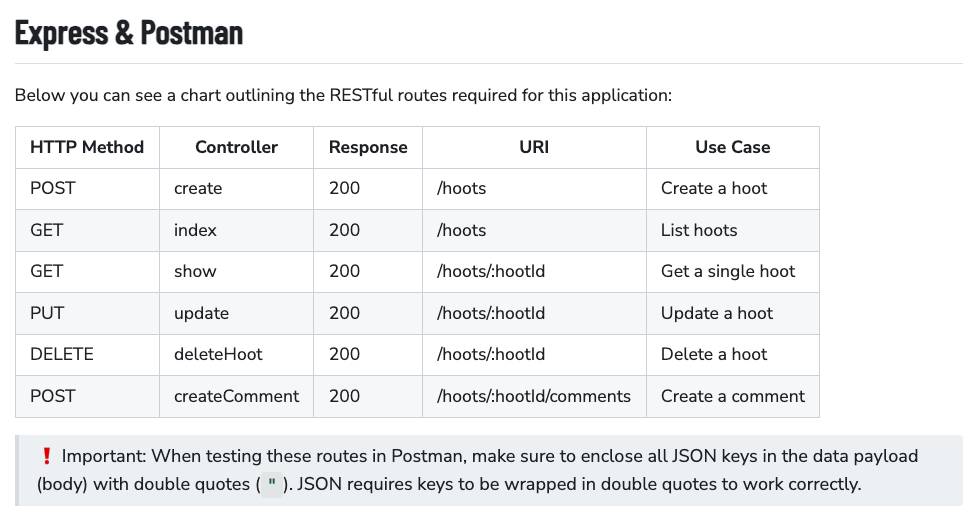 Express & Postman
Below you can see a chart outlining the RESTful routes required for this application:
HTTP Method Controller Response URI Use Case
POST create 200 /hoots Create a hoot
GET index 200 /hoots List hoots
GET show 200 /hoots/:hootId Get a single hoot
PUT update 200 /hoots/:hootId Update a hoot
DELETE deleteHoot 200 /hoots/:hootId Delete a hoot
POST createComment 200 /hoots/:hootId/comments Create a comment
❗ Important: When testing these routes in Postman, make sure to enclose all JSON keys in the data payload
(body) with double quotes ( " ). JSON requires keys to be wrapped in double quotes to work correctly.